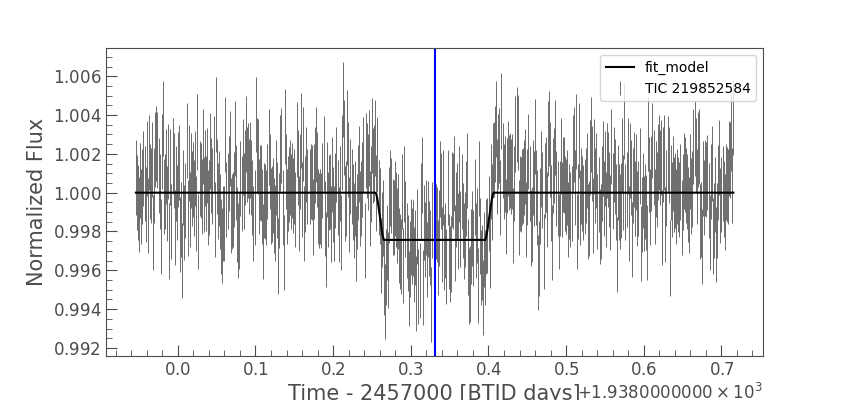 fit_model
TIC 219852584
Normalized Flux
1.006
1.004
1.002
1.000
0.998
0.996
0.994
0.992
0.0 0.1 0.2 0.3 0.4 0.5 0.6 0.7
Time - 2457000 [BTJD days]
+1.9380000000 × 10³